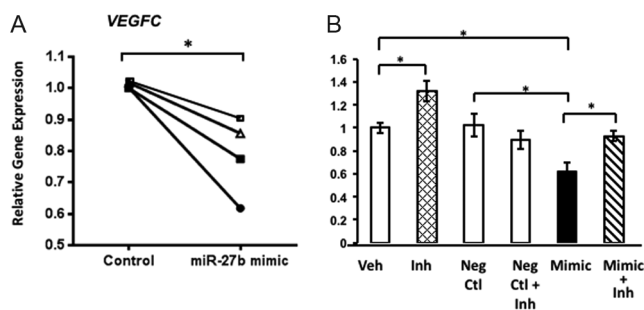 A
VEGFC
*
Relative Gene Expression
1.1
1.0
0.9
0.8
0.7
0.6
0.5
Control
miR-27b mimic
B
1.6
1.4
1.2
1
0.8
0.6
0.4
0.2
0
*
*
*
*
Veh
Inh
Neg
Ctl
Neg
Ctl +
Inh
Mimic
Mimic
+
Inh